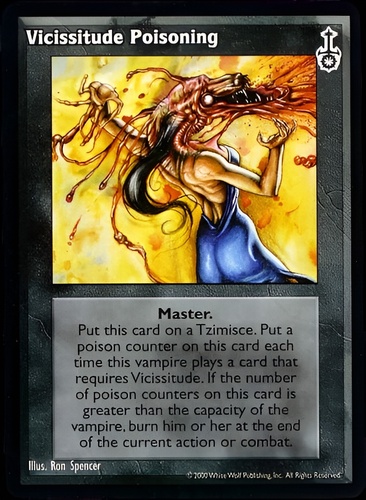 Vicissitude Poisoning
Master.
Put this card on a Tzimisce. Put a
poison counter on this card each
time this vampire plays a card that
requires Vicissitude. If the number
of poison counters on this card is
greater than the capacity of the
vampire, burn him or her at the end
of the current action or combat.
Illus. Ron Spencer
© 2000 White Wolf Publishing, Inc. All Rights Reserved.